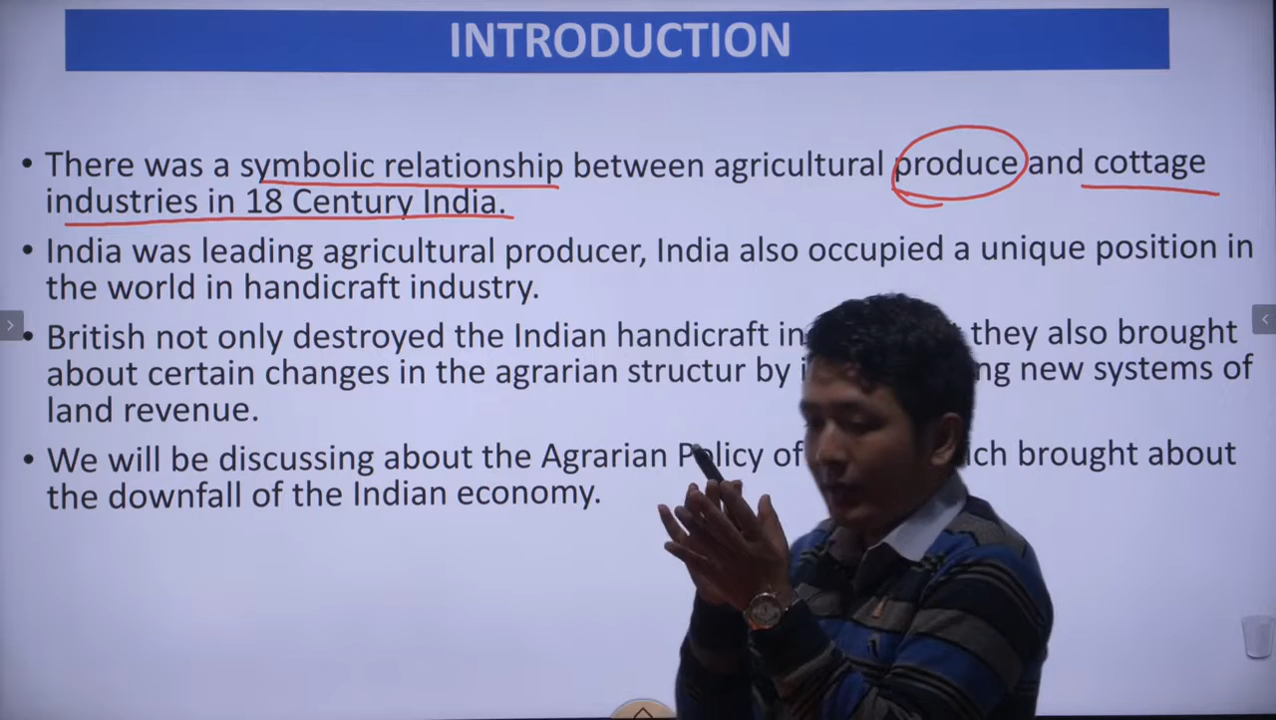 INTRODUCTION
• There was a symbolic relationship between agricultural produce and cottage
industries in 18 Century India.
• India was leading agricultural producer, India also occupied a unique position in
the world in handicraft industry.
• British not only destroyed the Indian handicraft in they also brought
about certain changes in the agrarian structur by i ng new systems of
land revenue.
• We will be discussing about the Agrarian Policy of ch brought about
the downfall of the Indian economy.